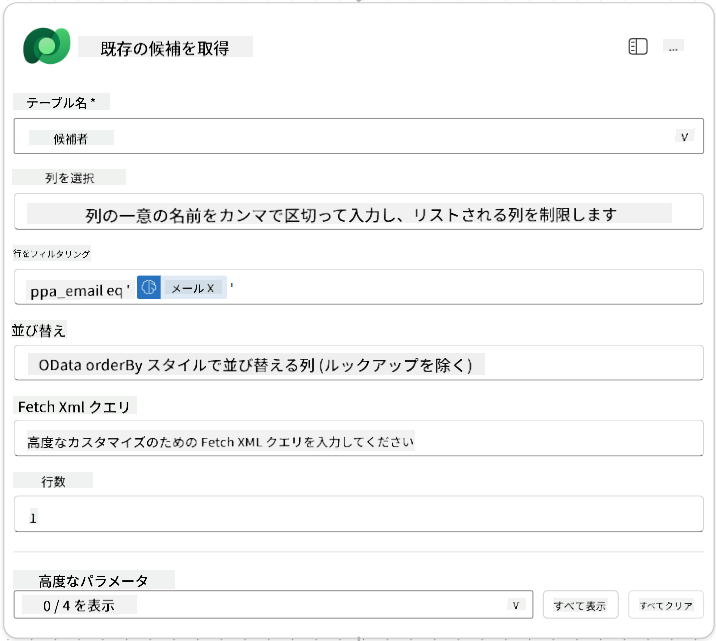 既存の候補を取得
...
テーブル名 *
候補者
列を選択
列の一意の名前をカンマで区切って入力し、リストされる列を制限します
行をフィルタリング
ppa_email eq ' メール X '
並び替え
OData orderBy スタイルで並び替える列 (ルックアップを除く)
Fetch Xml クエリ
高度なカスタマイズのための Fetch XML クエリを入力してください
行数
1
高度なパラメータ
0 / 4 を表示
すべて表示
すべてクリア